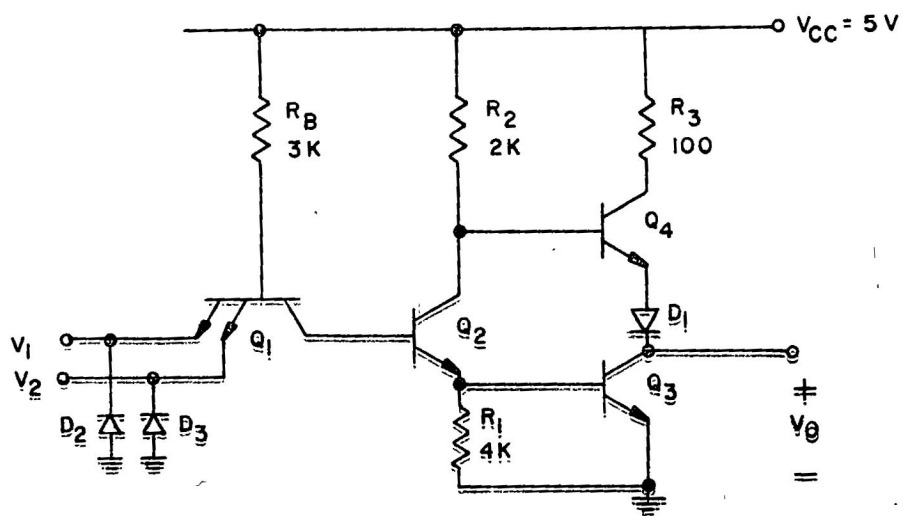 VCC = 5 V
RB
3K
R2
2K
R3
100
Q4
V1
Q1
Q2
D1
V2
Q3
D2
D3
R1
4K
+
Vθ
=